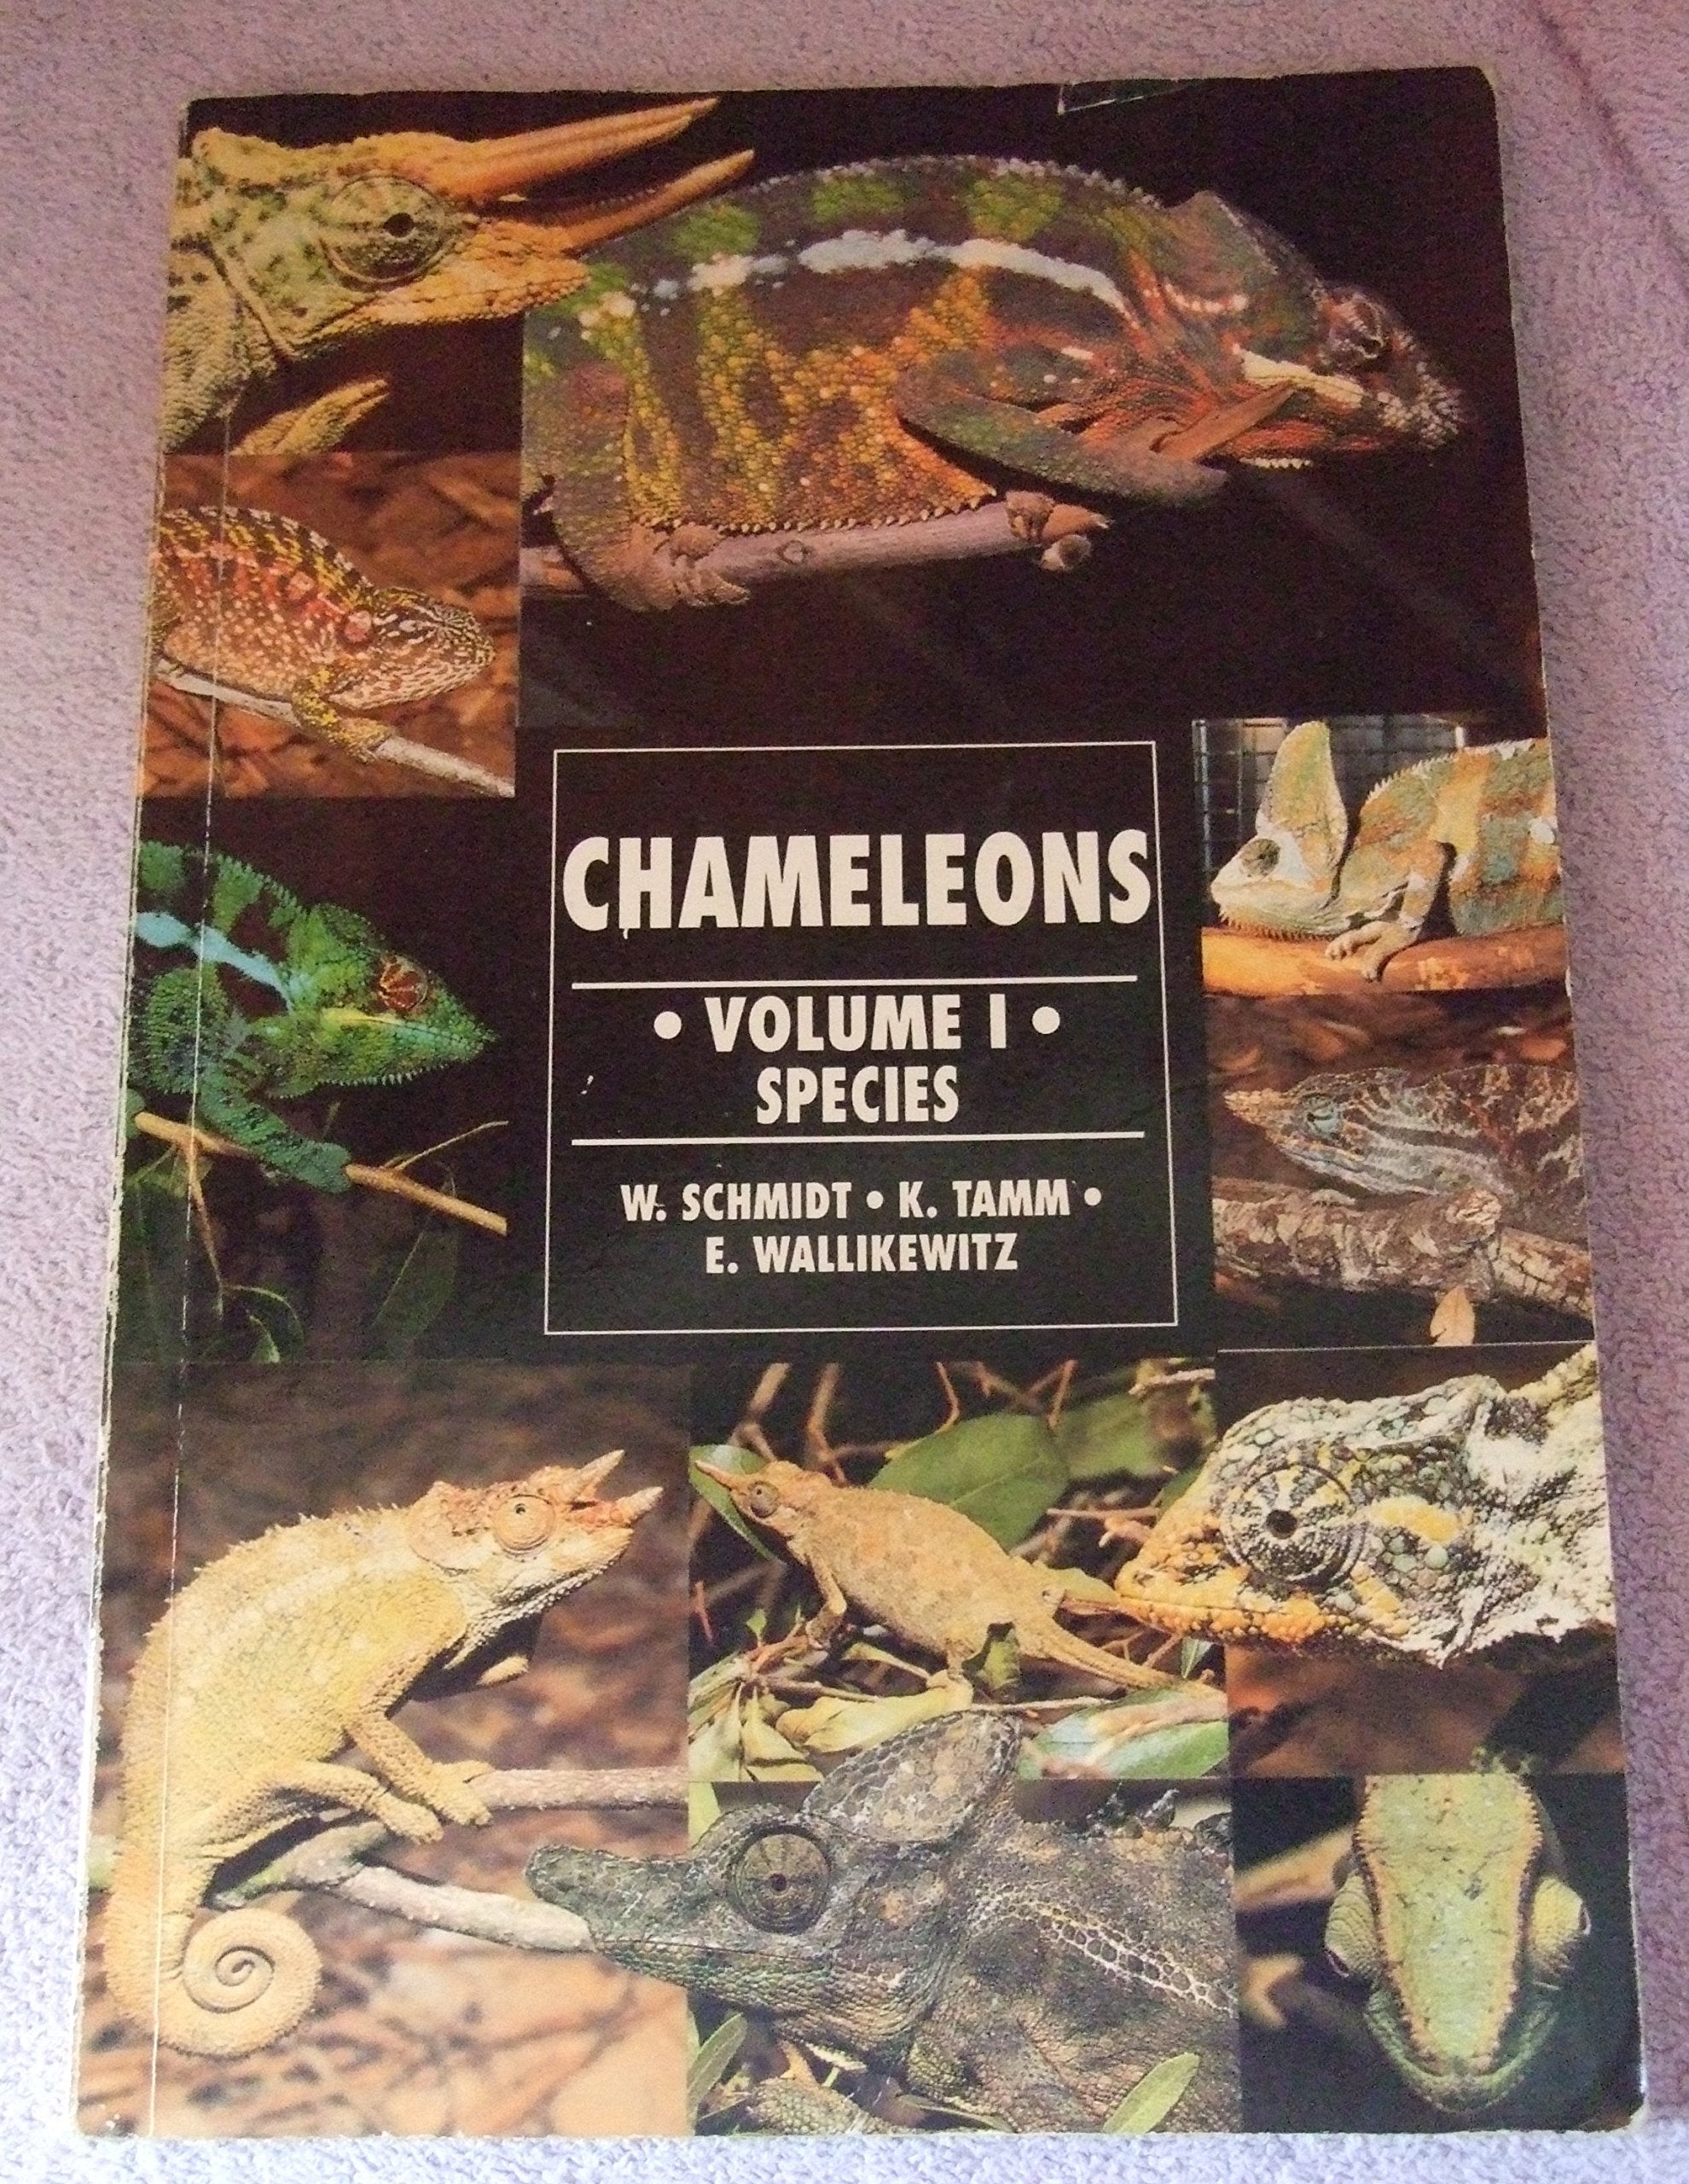 CHAMELEONS
• VOLUME I •
SPECIES
W. SCHMIDT • K. TAMM •
E. WALLIKEWITZ